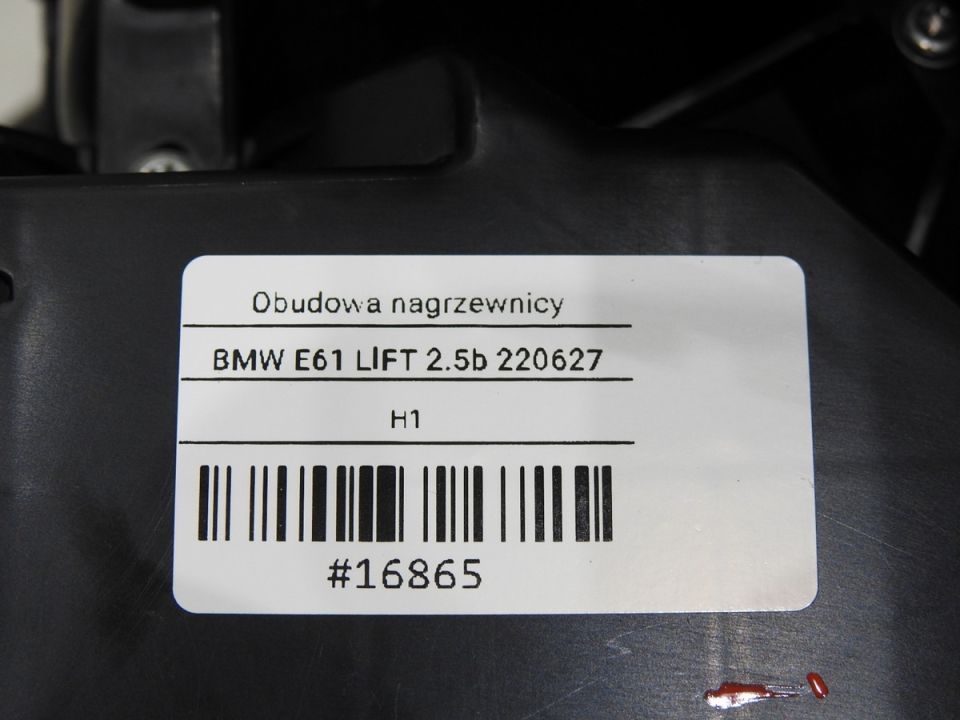 Obudowa nagrzewnicy
BMW E61 LIFT 2.5b 220627
H1
#16865